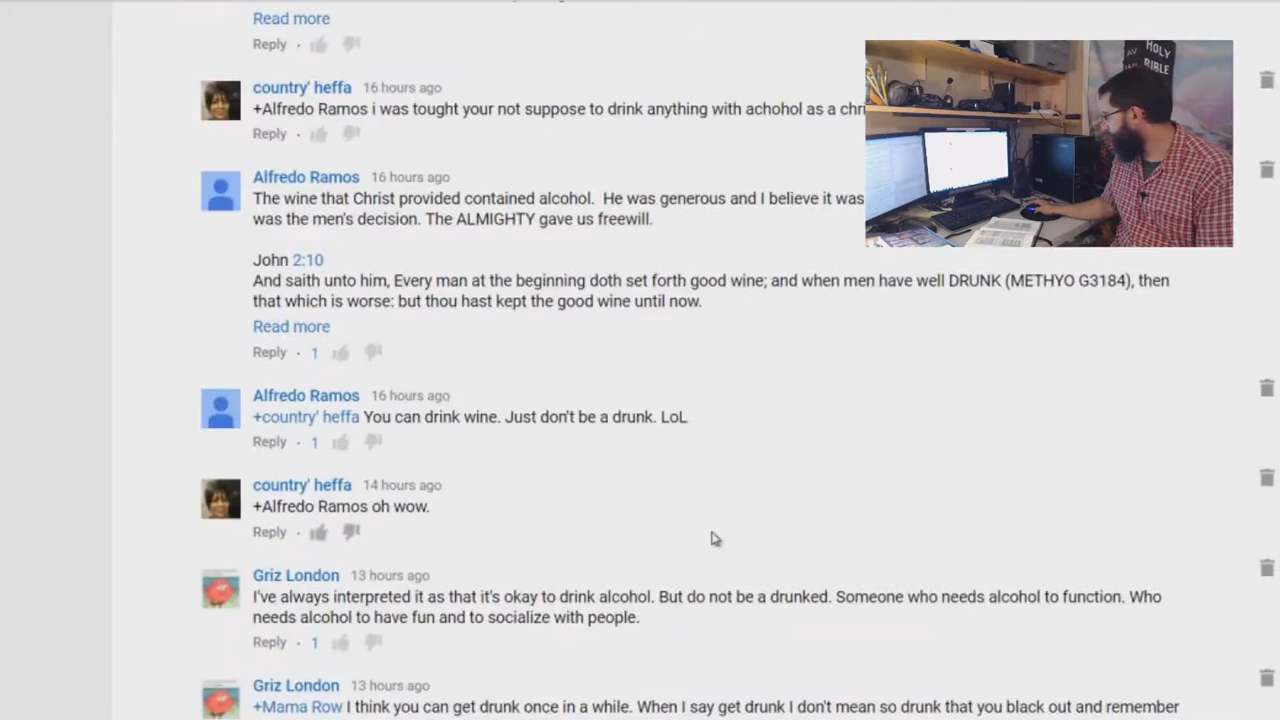 Read more
Reply
country' heffa 16 hours ago
+Alfredo Ramos i was tought your not suppose to drink anything with achohol as a chri
Reply
Alfredo Ramos 16 hours ago
The wine that Christ provided contained alcohol. He was generous and I believe it was
was the men's decision. The ALMIGHTY gave us freewill.
John 2:10
And saith unto him, Every man at the beginning doth set forth good wine; and when men have well DRUNK (METHYO G3184), then
that which is worse: but thou hast kept the good wine until now.
Read more
Reply · 1
Alfredo Ramos 16 hours ago
+country' heffa You can drink wine. Just don't be a drunk. LoL
Reply · 1
country' heffa 14 hours ago
+Alfredo Ramos oh wow.
Reply ·
Griz London 13 hours ago
I've always interpreted it as that it's okay to drink alcohol. But do not be a drunked. Someone who needs alcohol to function. Who
needs alcohol to have fun and to socialize with people.
Reply · 1
Griz London 13 hours ago
+Mama Row I think you can get drunk once in a while. When I say get drunk I don't mean so drunk that you black out and remember
HOLY
BIBLE
AV